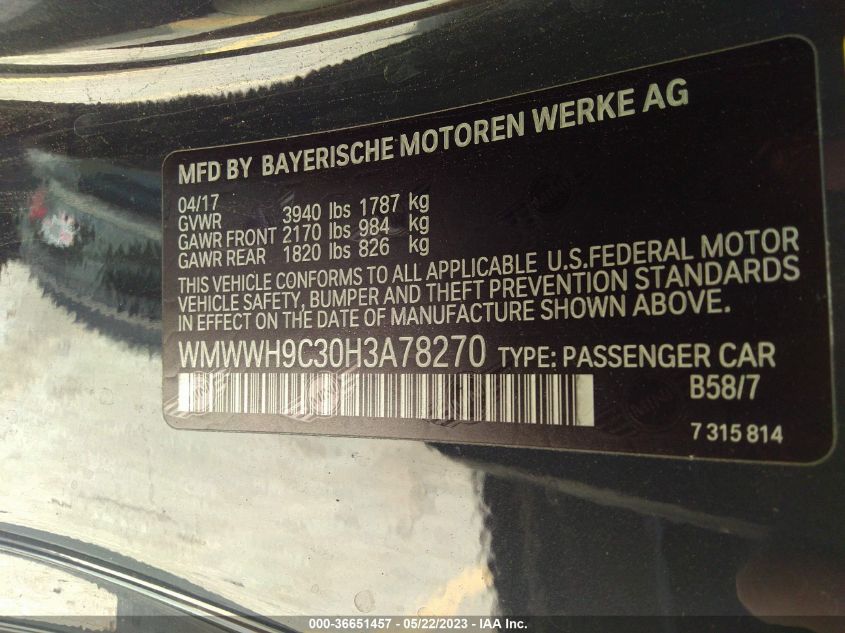 MFD BY BAYERISCHE MOTOREN WERKE AG
04/17
GVWR 3940 lbs 1787 kg
GAWR FRONT 2170 lbs 984 kg
GAWR REAR 1820 lbs 826 kg
THIS VEHICLE CONFORMS TO ALL APPLICABLE U.S.FEDERAL MOTOR
VEHICLE SAFETY, BUMPER AND THEFT PREVENTION STANDARDS
IN EFFECT ON THE DATE OF MANUFACTURE SHOWN ABOVE.
WMWWH9C30H3A78270 TYPE: PASSENGER CAR
B58/7
7 315 814
000-36651457 - 05/22/2023 - IAA Inc.